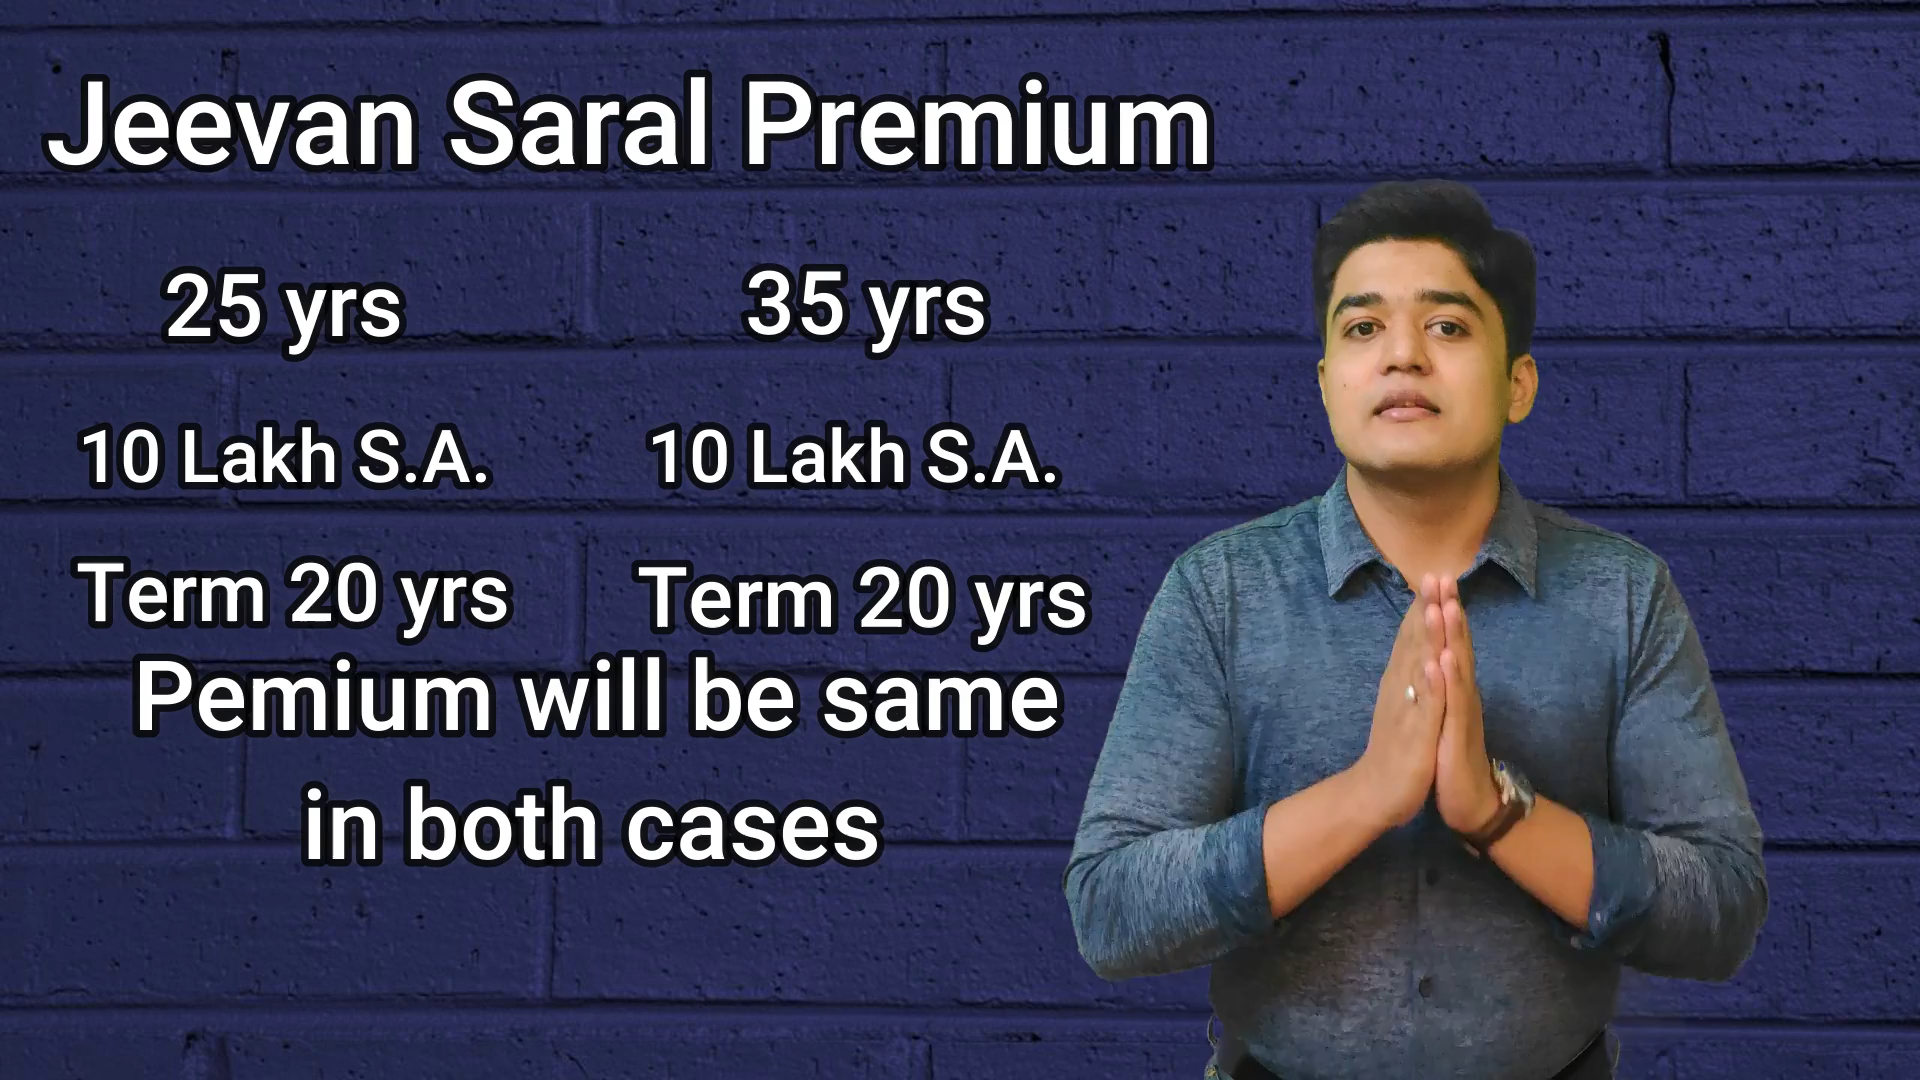 Jeevan Saral Premium
25 yrs
35 yrs
10 Lakh S.A.
10 Lakh S.A.
Term 20 yrs
Term 20 yrs
Pemium will be same
in both cases